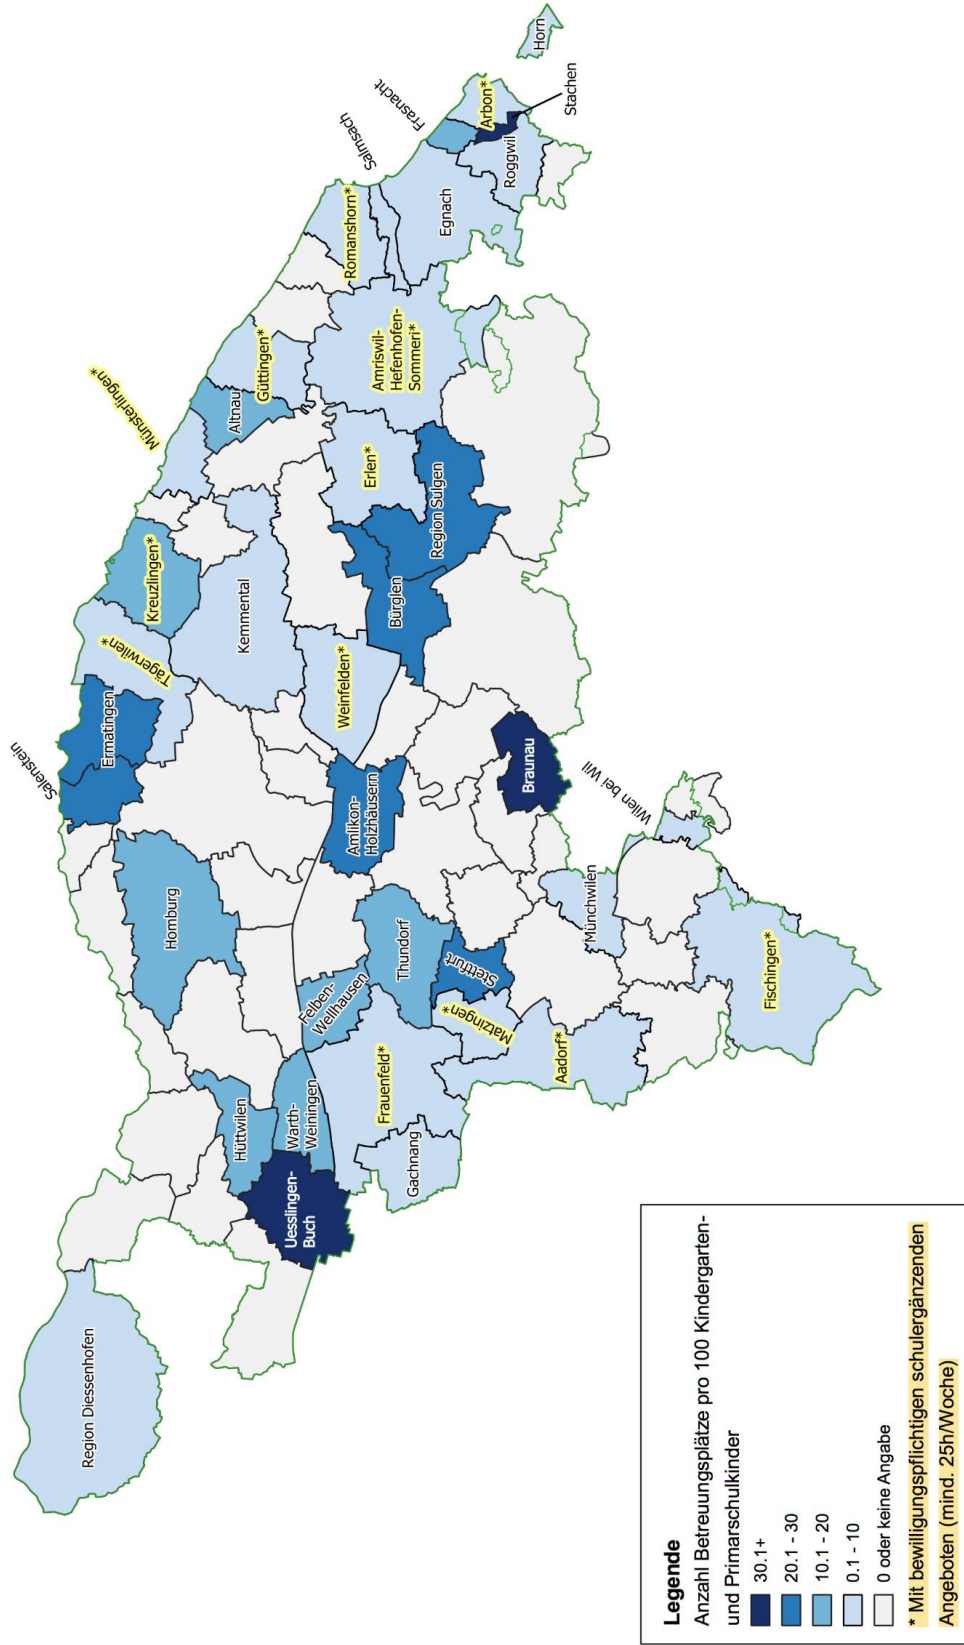 Region Diessenhofen
Hüttwilen
Uesslingen-
Buch
Warth-
Weiningen
Gachnang
Frauenfeld*
Felben-
Wellhausen
Homburg
Thundorf
Stettfurt
Matzingen*
Aadorf*
Münchwilen
Fischingen*
Wilen bei Wil
Braunau
Amlikon-
Holzhäusern
Salenstein
Ermatingen
Tägerwilen*
Kreuzlingen*
Kemmental
Weinfelden*
Bürglen
Region Sulgen
Erlen*
Münsterlingen*
Altnau
Güttingen*
Amriswil-
Hefenhofen-
Sommeri*
Romanshorn*
Salmsach
Egnach
Frasnacht
Arbon*
Roggwil
Stachen
Horn
Legende
Anzahl Betreuungsplätze pro 100 Kindergarten-
und Primarschulkinder
30.1+
20.1 - 30
10.1 - 20
0.1 - 10
0 oder keine Angabe
* Mit bewilligungspflichtigen schulergänzenden
Angeboten (mind. 25h/Woche)